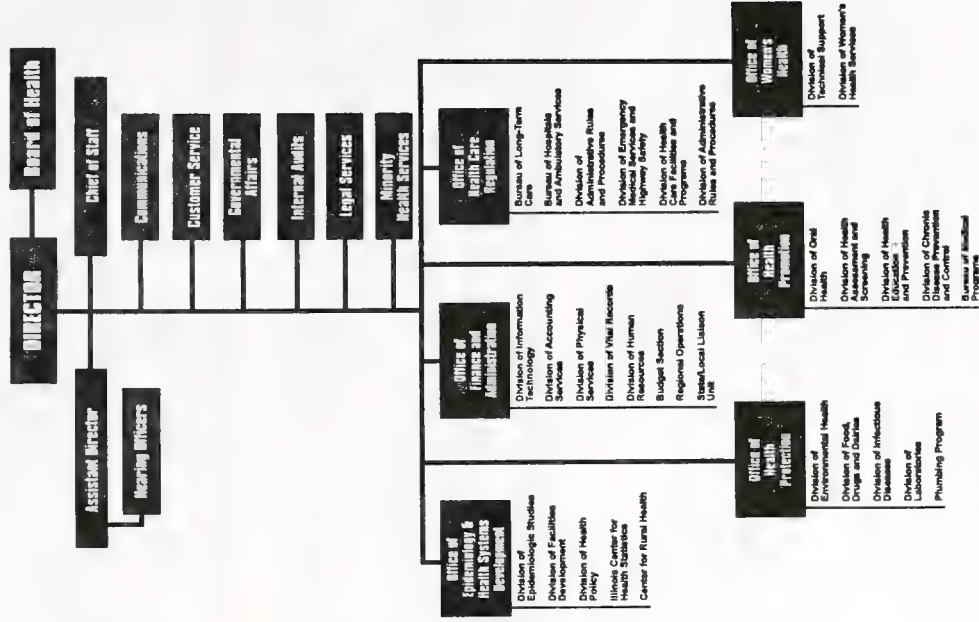 Board of Health
DIRECTOR
Chief of Staff
Assistant Director
Hearing Officers
Communications
Customer Service
Governmental
Affairs
Internal Audits
Legal Services
Minority
Health Services
Office of
Epidemiology &
Health Systems
Development
Division of
Epidemiologic Studies
Division of Facilities
Development
Division of Health
Policy
Illinois Center for
Health Statistics
Center for Rural Health
Office of
Finance and
Administration
Division of Information
Technology
Division of Accounting
Services
Division of Physical
Services
Division of Vital Records
Division of Human
Resources
Budget Section
Regional Operations
State/Local Liaison
Unit
Office of
Health Care
Regulation
Bureau of Long-Term
Care
Bureau of Hospitals
and Ambulatory Services
Division of
Administrative Rules
and Procedures
Division of Emergency
Medical Services and
Highway Safety
Division of Health
Care Facilities and
Programs
Division of Administrative
Rules and Procedures
Office of
Health
Protection
Division of
Environmental Health
Division of Food,
Drugs and Dairies
Division of Infectious
Diseases
Division of
Laboratories
Plumbing Program
Office of
Health
Promotion
Division of Oral
Health
Division of Health
Assessment and
Screening
Division of Health
Education
and Prevention
Division of Chronic
Disease Prevention
and Control
Bureau of Medical
Programs
Office of
Women's
Health
Division of
Technical Support
Division of Women's
Health Services